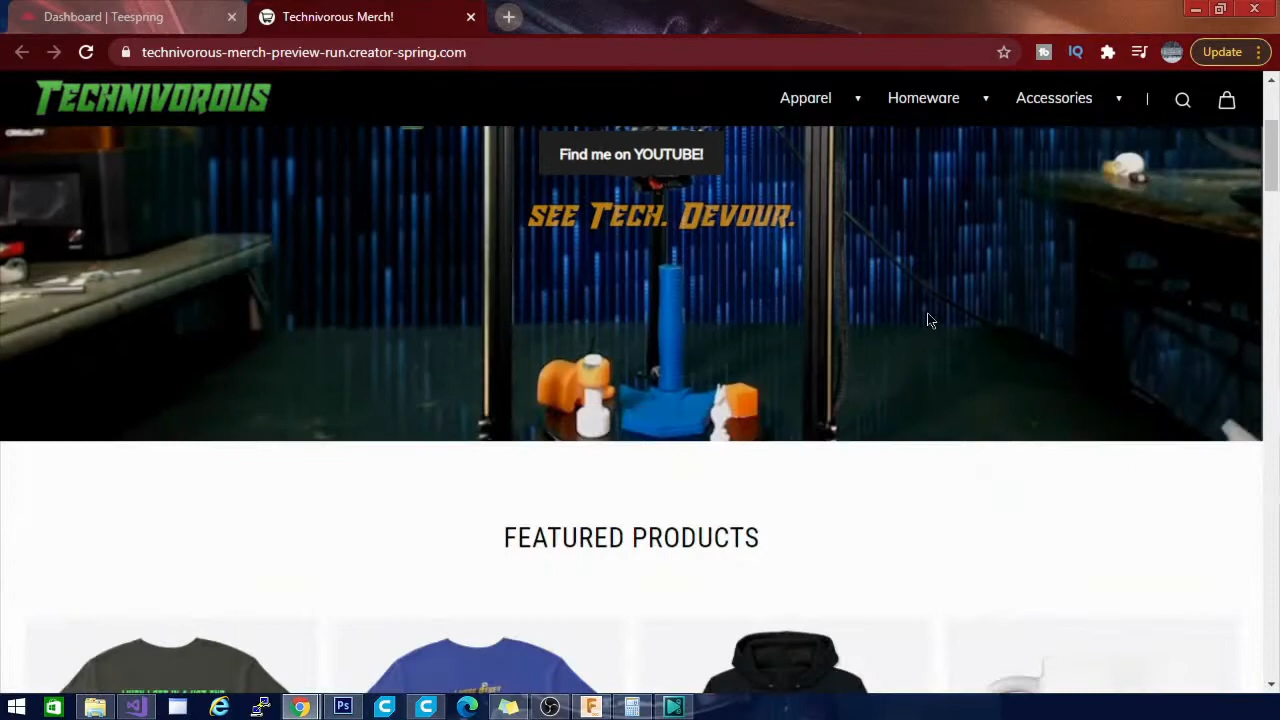 Dashboard | Teespring
Technivorous Merch!
technivorous-merch-preview-run.creator-spring.com
Update
TECHNIVOROUS
Apparel
Homeware
Accessories
Find me on YOUTUBE!
SEE TECH. DEVOUR.
FEATURED PRODUCTS